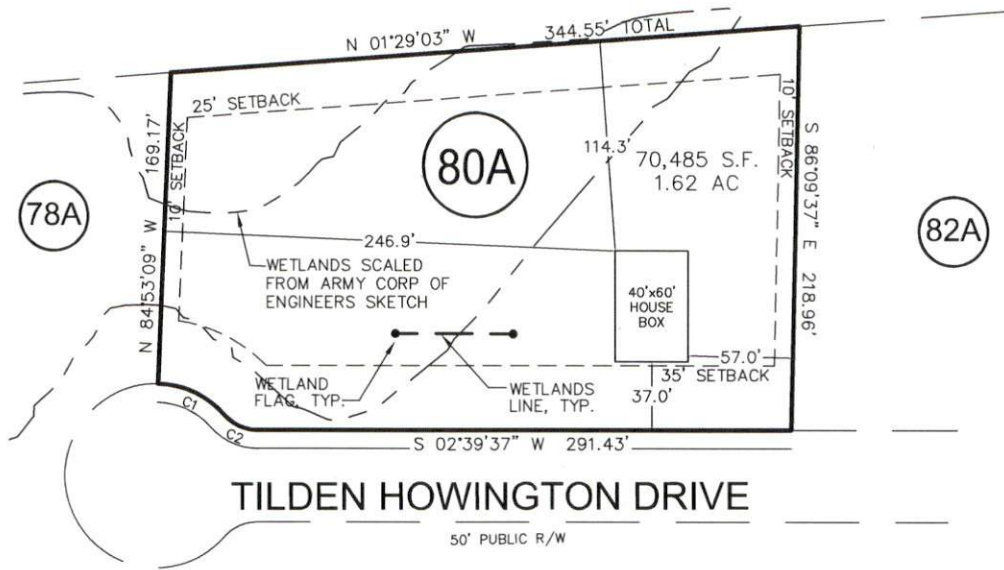 N 01°29'03" W 344.55' TOTAL
25' SETBACK
10' SETBACK
169.17'
10' SETBACK
114.3'
80A
70,485 S.F.
1.62 AC
S 86°09'37" E 218.96'
78A
82A
246.9'
WETLANDS SCALED
FROM ARMY CORP OF
ENGINEERS SKETCH
N 84°53'09" W
40'x60'
HOUSE
BOX
57.0'
35' SETBACK
37.0'
WETLAND
FLAG, TYP.
WETLANDS
LINE, TYP.
C1
C2
S 02°39'37" W 291.43'
TILDEN HOWINGTON DRIVE
50' PUBLIC R/W